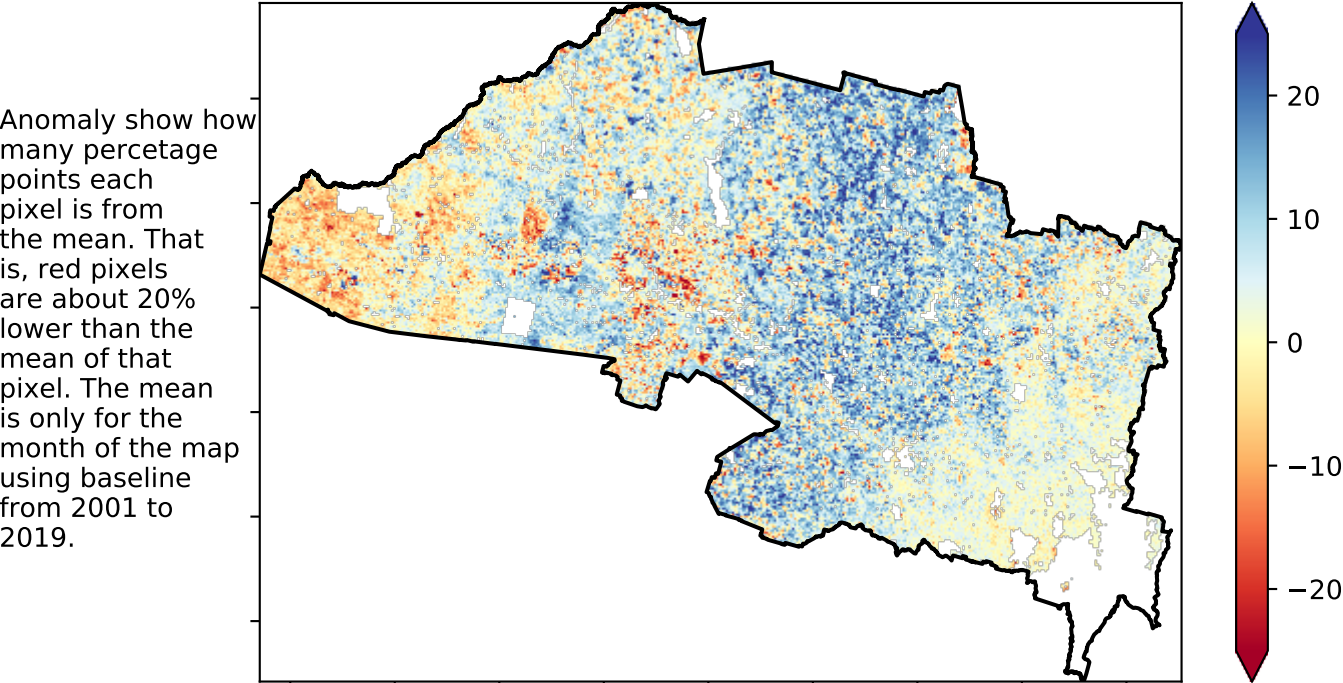 Anomaly show how
many percetage
points each
pixel is from
the mean. That
is, red pixels
are about 20%
lower than the
mean of that
pixel. The mean
is only for the
month of the map
using baseline
from 2001 to
2019.
20
10
0
−10
−20